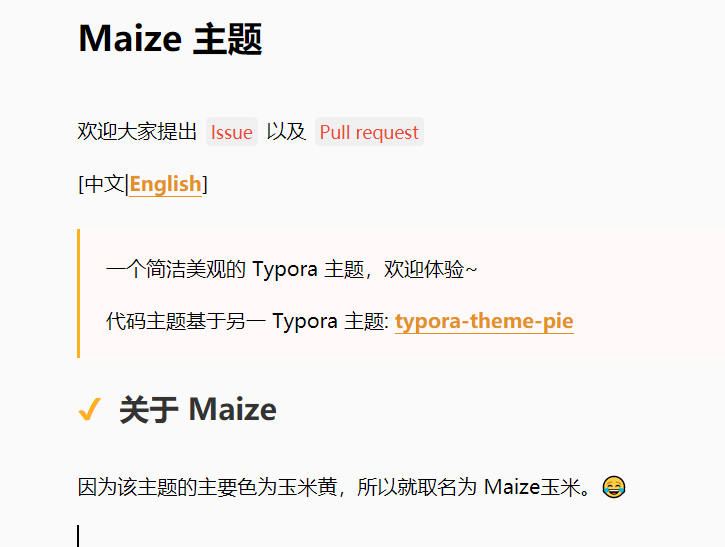 Maize 主题
欢迎大家提出 Issue 以及 Pull request
[中文|English]
一个简洁美观的 Typora 主题，欢迎体验~
代码主题基于另一 Typora 主题: typora-theme-pie
✓ 关于 Maize
因为该主题的主要色为玉米黄，所以就取名为 Maize玉米。😂